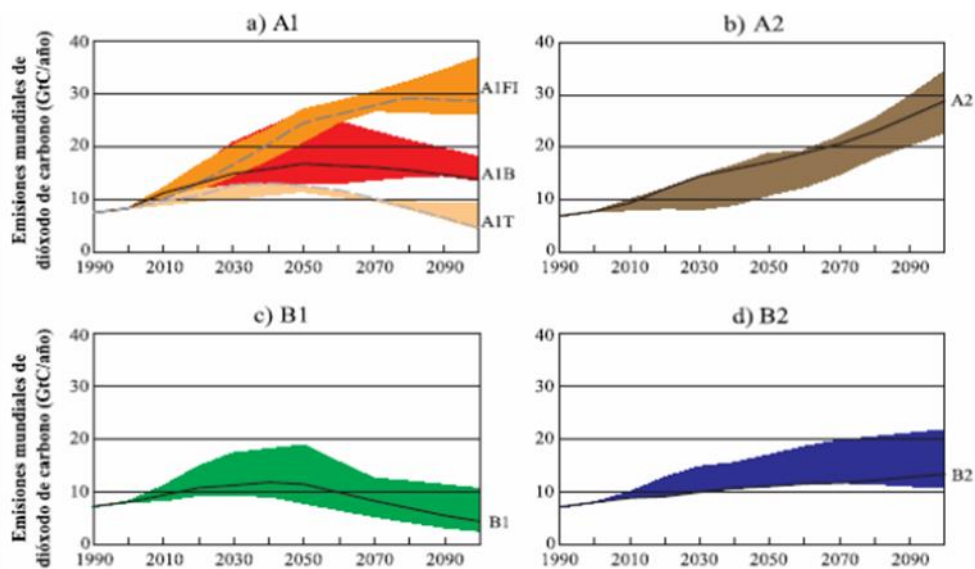 a) A1
b) A2
Emisiones mundiales de
dióxodo de carbono (GtC/año)
40
30
20
10
0
A1FI
A1B
A1T
1990 2010 2030 2050 2070 2090
40
30
20
10
0
A2
1990 2010 2030 2050 2070 2090
c) B1
d) B2
Emisiones mundiales de
dióxodo de carbono (GtC/año)
40
30
20
10
0
B1
1990 2010 2030 2050 2070 2090
40
30
20
10
0
B2
1990 2010 2030 2050 2070 2090